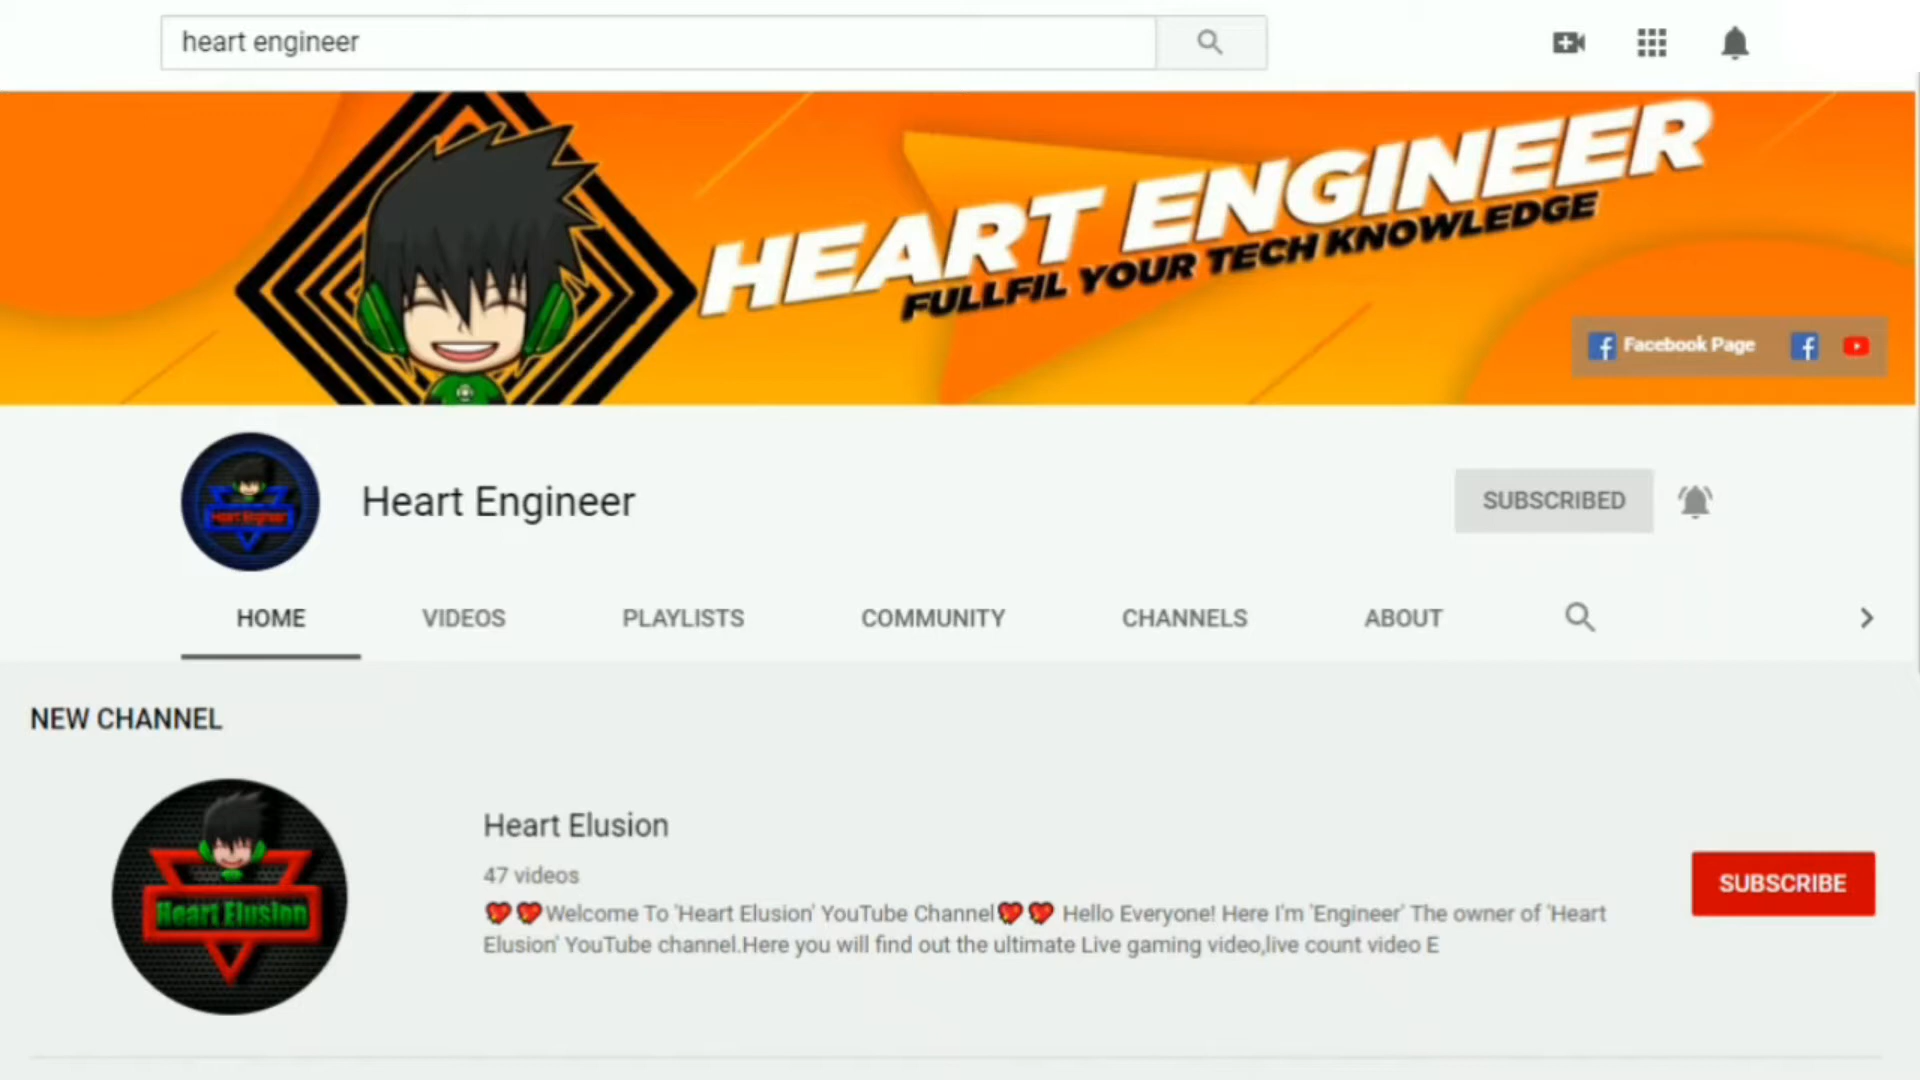 heart engineer
HEART ENGINEER
FULLFIL YOUR TECH KNOWLEDGE
Facebook Page
Heart Engineer
Heart Engineer
SUBSCRIBED
HOME VIDEOS PLAYLISTS COMMUNITY CHANNELS ABOUT
NEW CHANNEL
Heart Elusion
Heart Elusion
47 videos
💖💖Welcome To 'Heart Elusion' YouTube Channel💖💖 Hello Everyone! Here I'm 'Engineer' The owner of 'Heart
Elusion' YouTube channel.Here you will find out the ultimate Live gaming video,live count video E
SUBSCRIBE